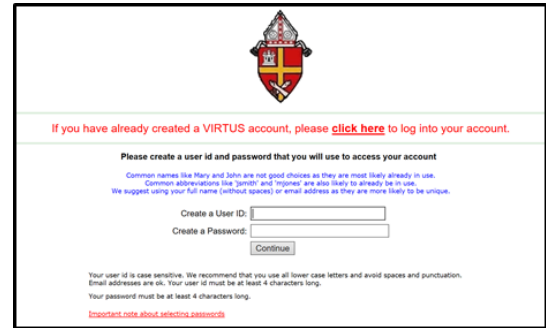 If you have already created a VIRTUS account, please click here to log into your account.
Please create a user id and password that you will use to access your account
Common names like Mary and John are not good choices as they are most likely already in use.
Common abbreviations like 'jsmith' and 'mjones' are also likely to already be in use.
We suggest using your full name (without spaces) or email address as they are more likely to be unique.
Create a User ID:
Create a Password:
Continue
Your user id is case sensitive. We recommend that you use all lower case letters and avoid spaces and punctuation.
Email addresses are ok. Your user id must be at least 4 characters long.
Your password must be at least 4 characters long.
Important note about selecting passwords